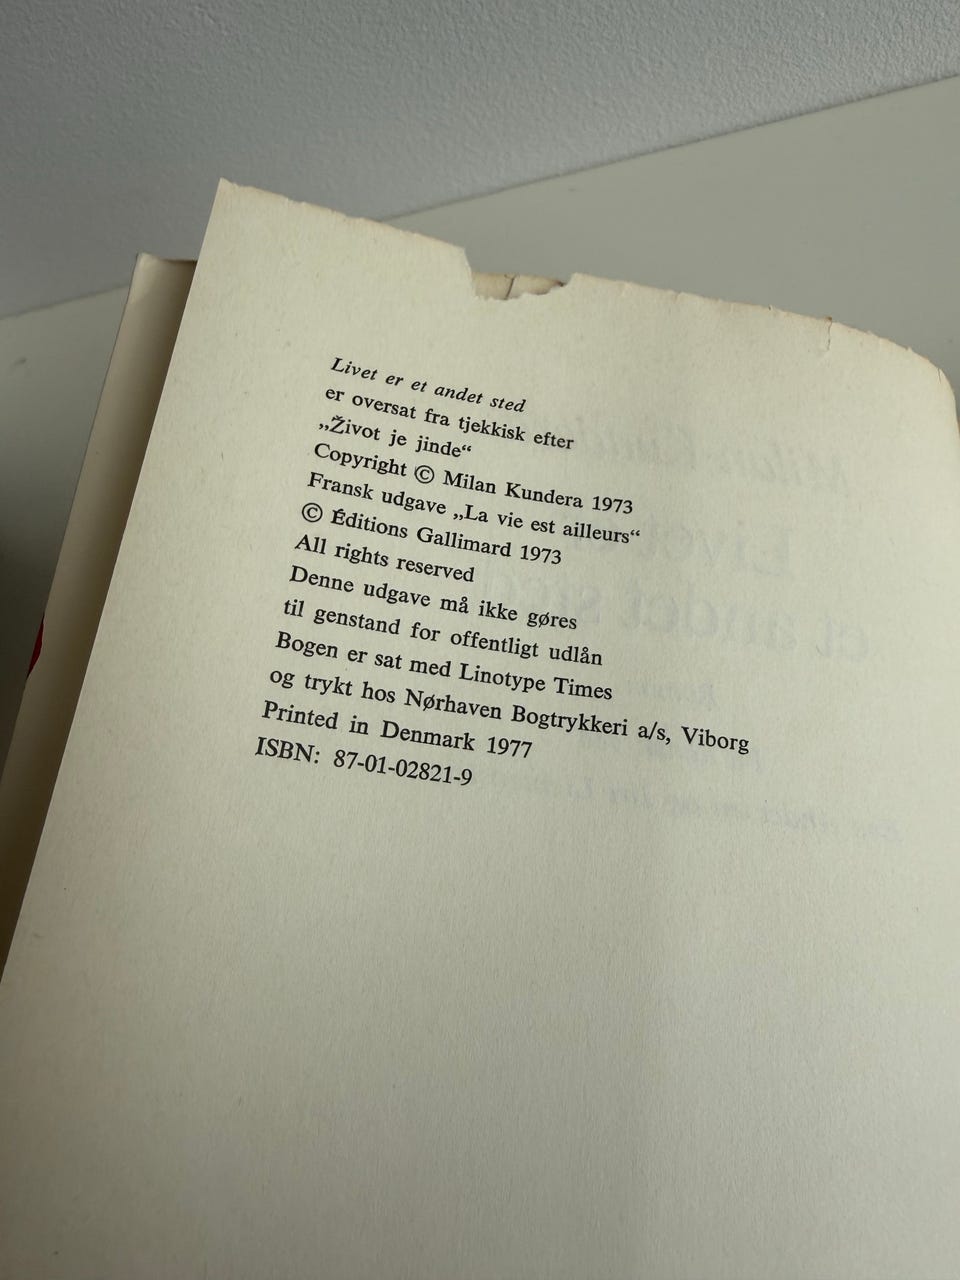 Livet er et andet sted
er oversat fra tjekkisk efter
„Život je jinde“
Copyright © Milan Kundera 1973
Fransk udgave „La vie est ailleurs“
© Éditions Gallimard 1973
All rights reserved
Denne udgave må ikke gøres
til genstand for offentligt udlån
Bogen er sat med Linotype Times
og trykt hos Nørhaven Bogtrykkeri a/s, Viborg
Printed in Denmark 1977
ISBN: 87-01-02821-9